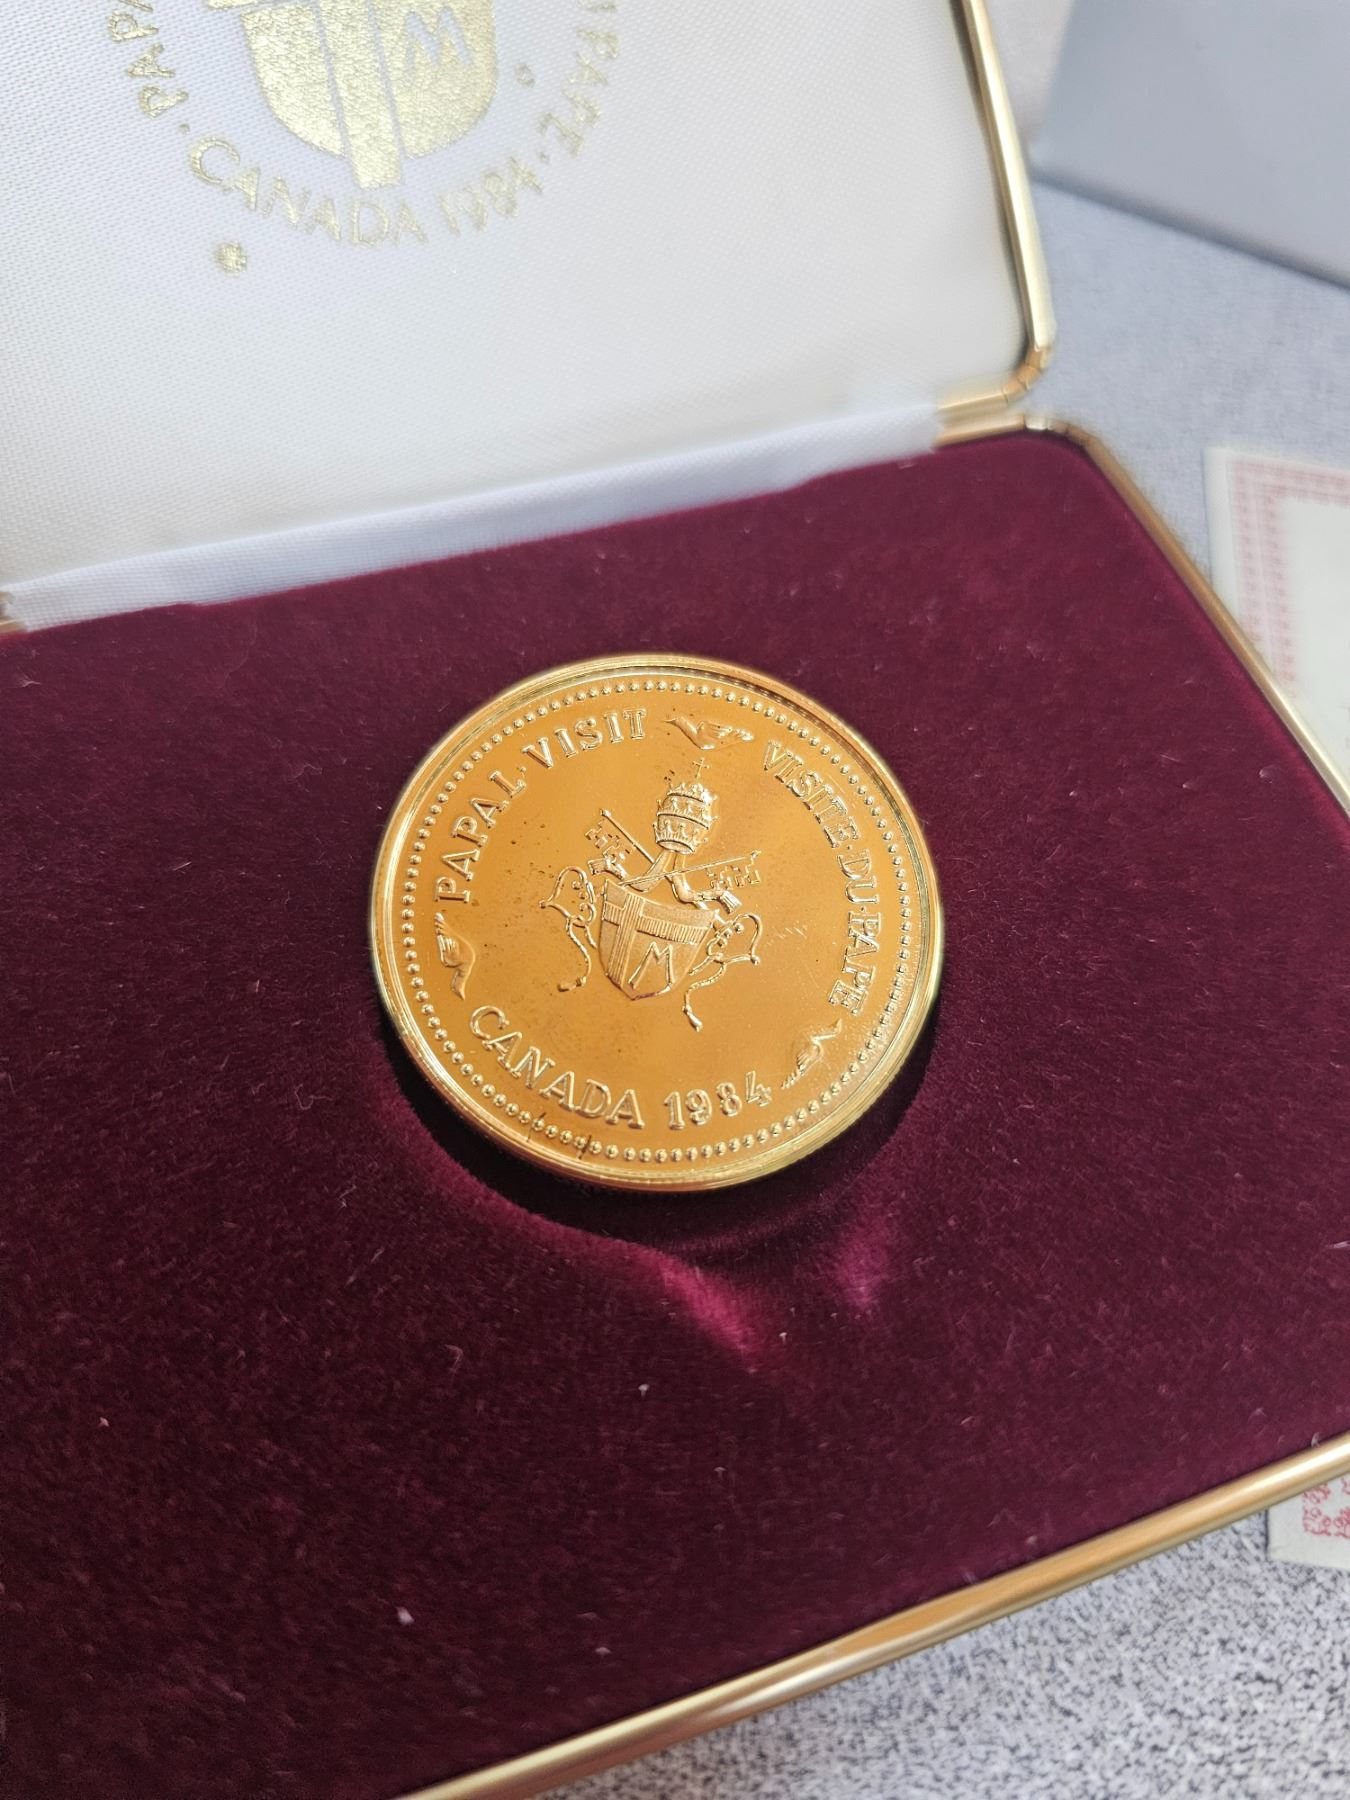 · CANADA 1984 ·
M
PAPAL · VISIT
VISITE · DU · PAPE
M
CANADA 1984